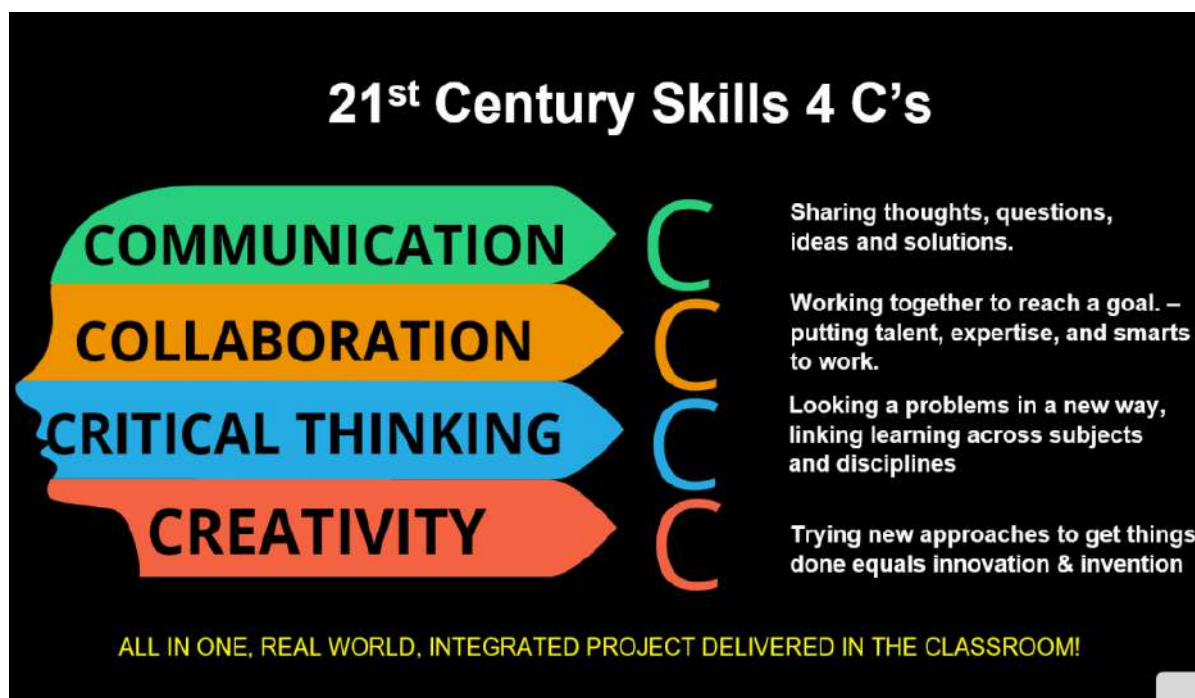 21st Century Skills 4 C's
COMMUNICATION
C
Sharing thoughts, questions,
ideas and solutions.
COLLABORATION
C
Working together to reach a goal. –
putting talent, expertise, and smarts
to work.
CRITICAL THINKING
C
Looking a problems in a new way,
linking learning across subjects
and disciplines
CREATIVITY
C
Trying new approaches to get things
done equals innovation & invention
ALL IN ONE, REAL WORLD, INTEGRATED PROJECT DELIVERED IN THE CLASSROOM!